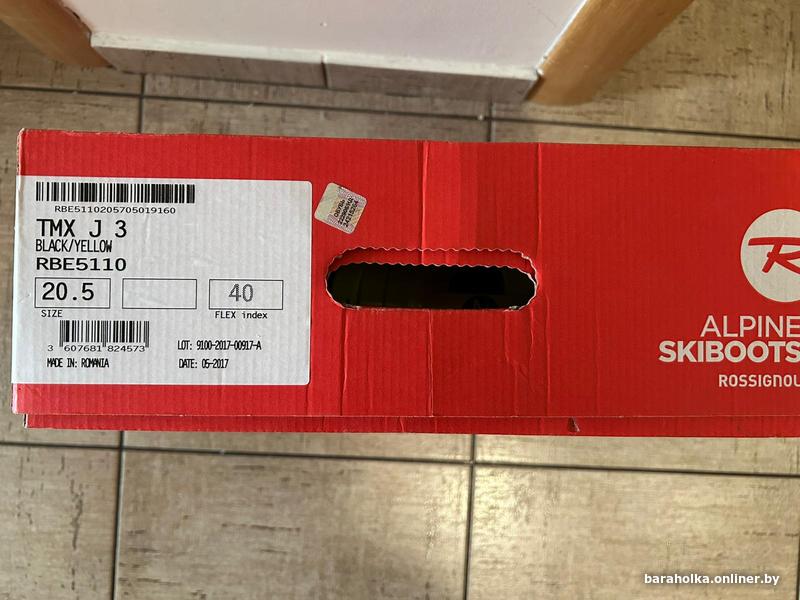 RBE5110205705019160
TMX J 3
BLACK/YELLOW
RBE5110
20.5
40
SIZE
FLEX index
3 607681 824573
LOT: 9100-2017-00917-A
MADE IN: ROMANIA
DATE: 05-2017
R
ALPINE
SKIBOOTS
ROSSIGNOL
baraholka.onliner.by